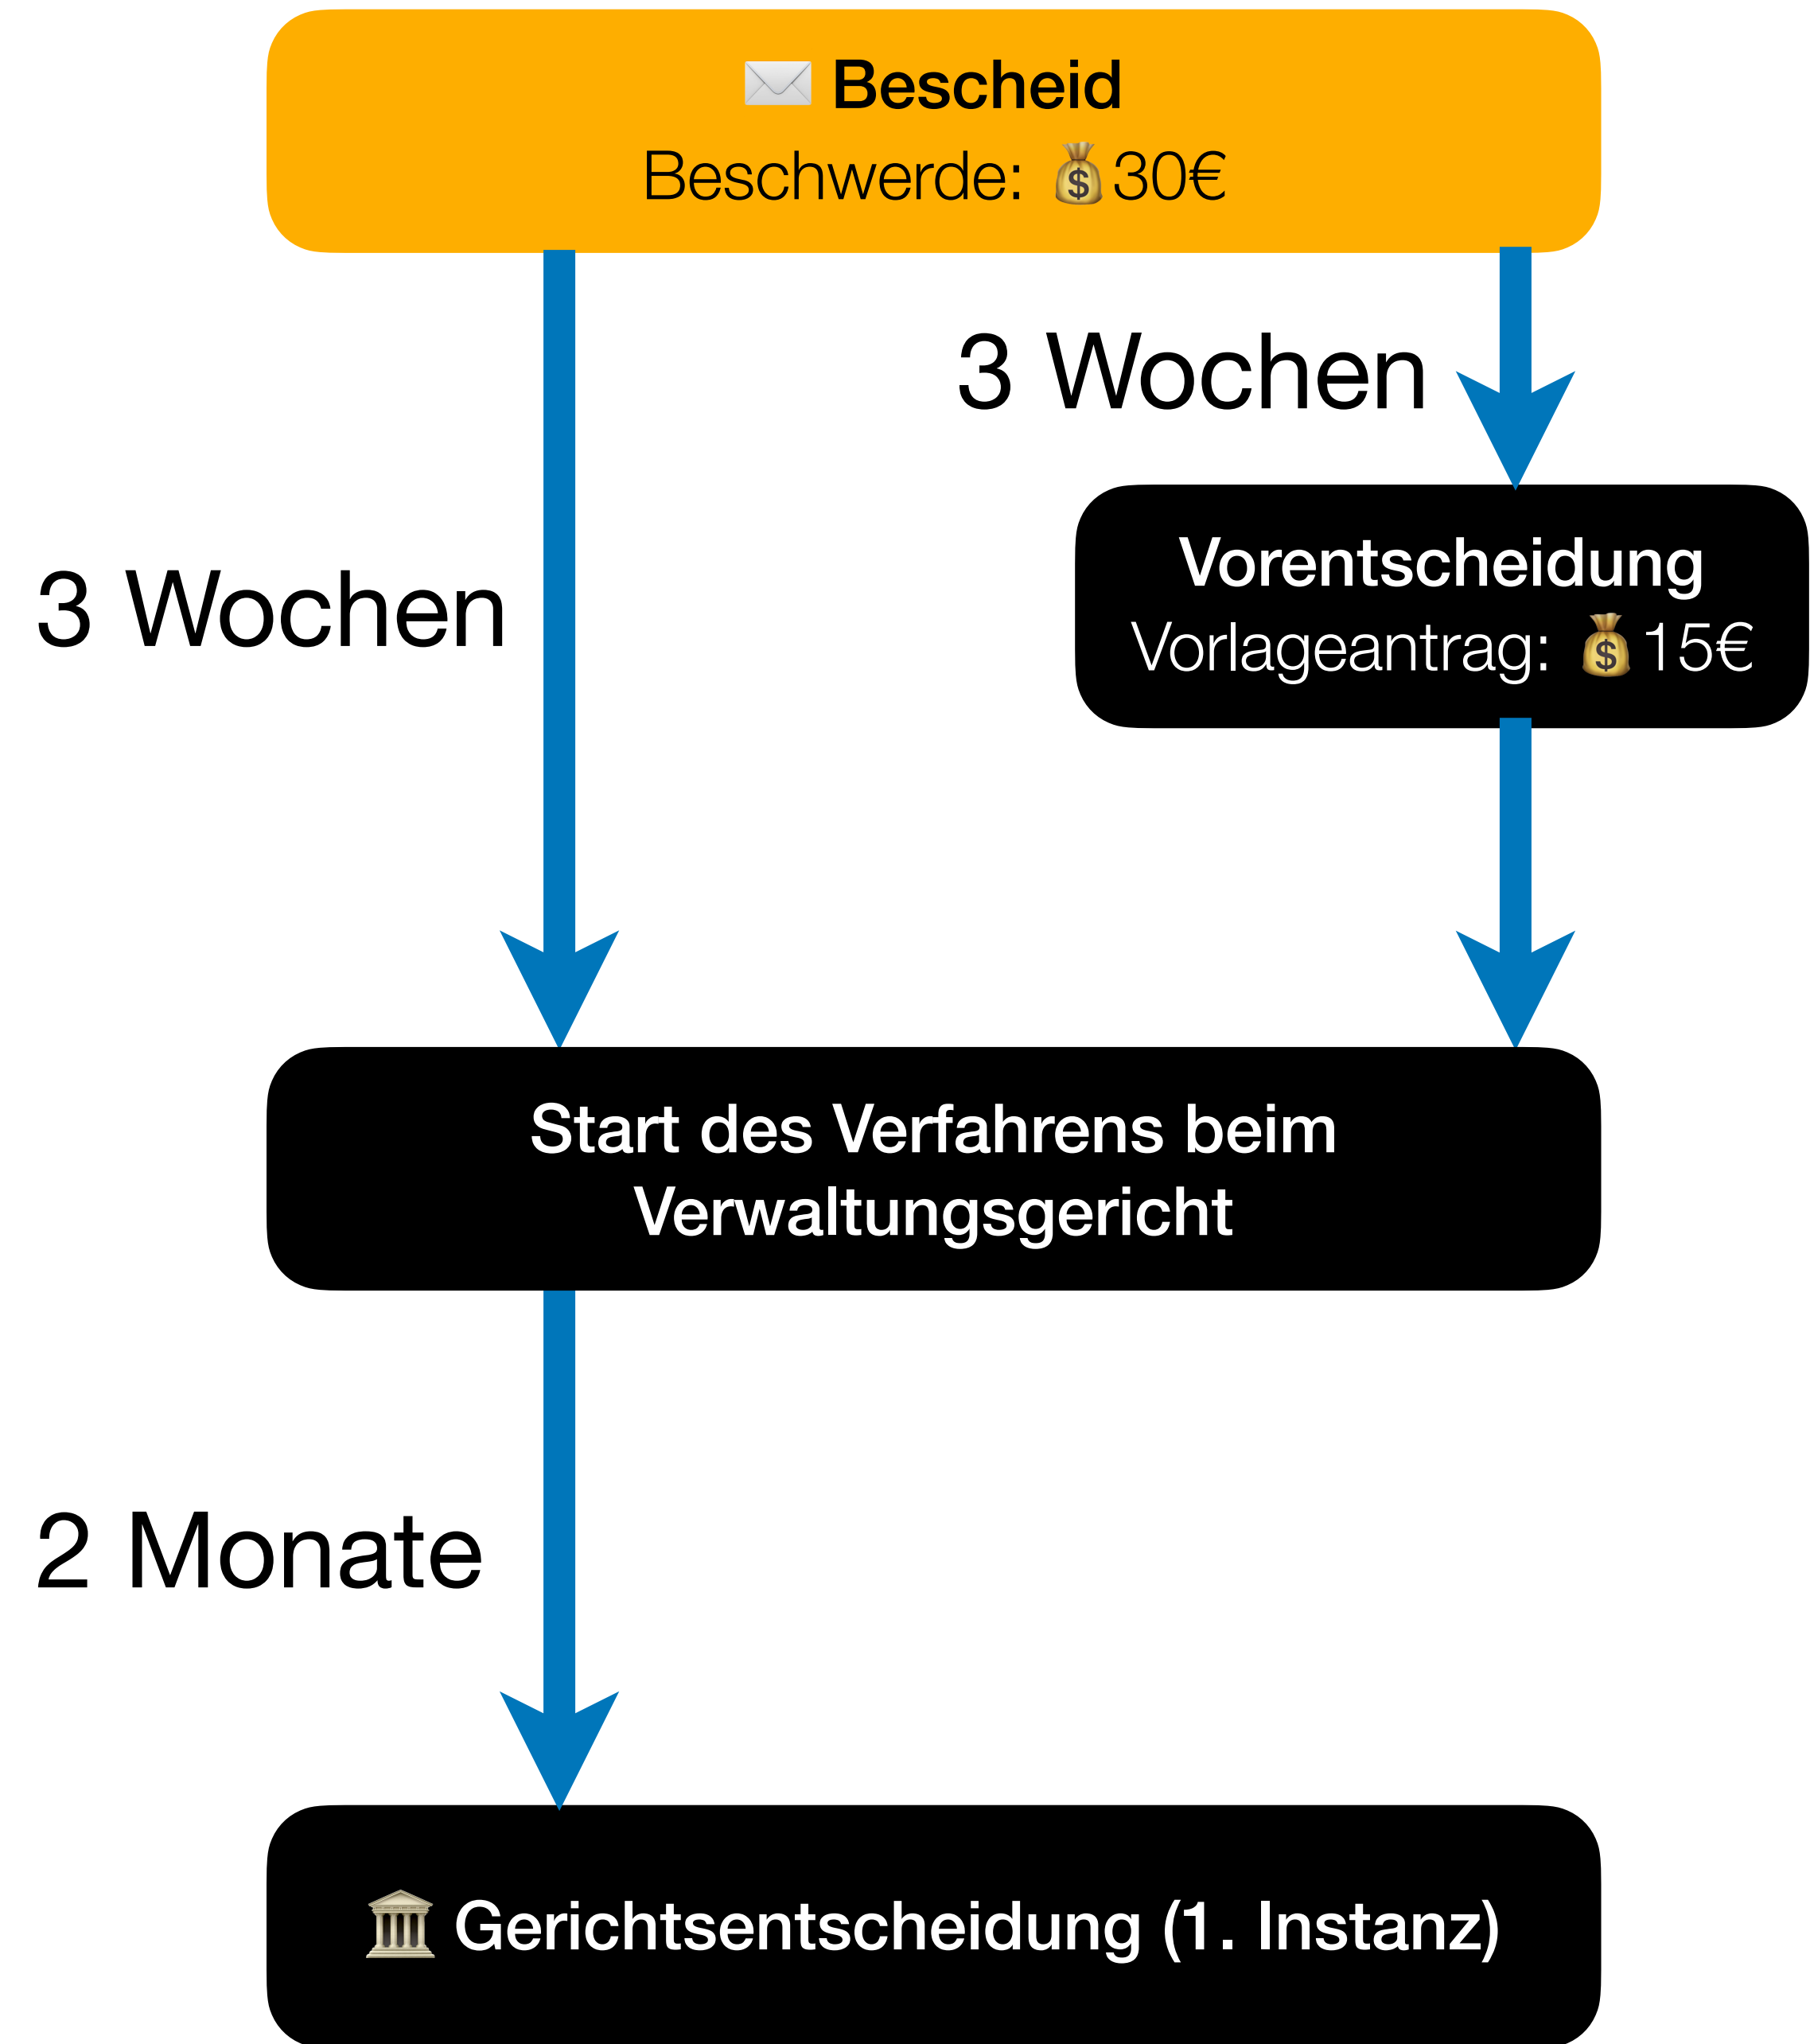 ✉️ Bescheid
Beschwerde: 💰30€
3 Wochen
3 Wochen
Vorentscheidung
Vorlageantrag: 💰15€
Start des Verfahrens beim
Verwaltungsgericht
2 Monate
🏛 Gerichtsentscheidung (1. Instanz)